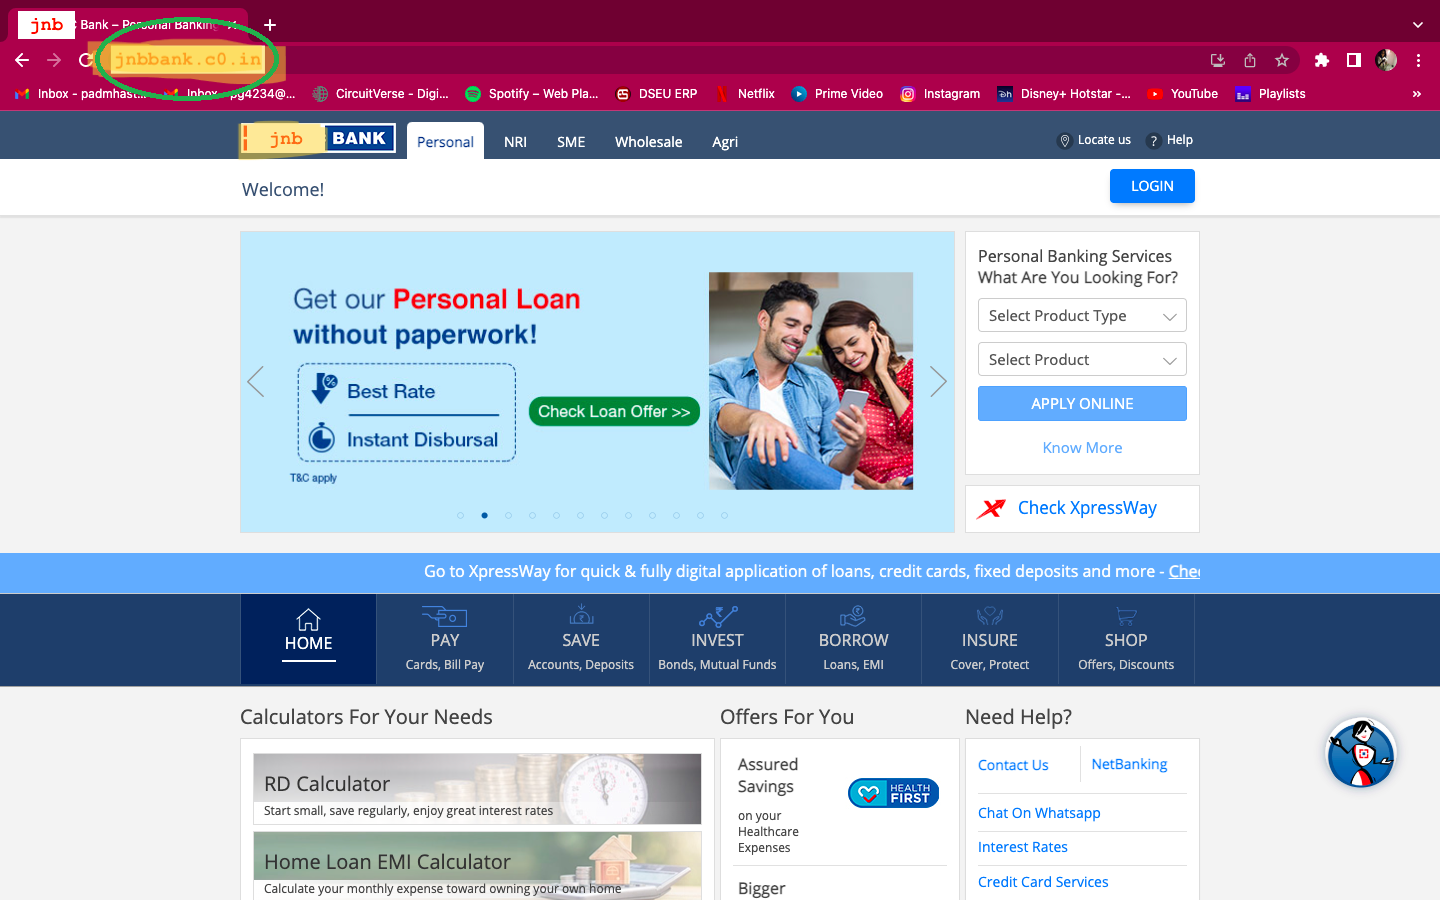 jnb C Bank – Personal Banking
jnbbank.c0.in
Inbox - padmhast... Inbox - pg4234@... CircuitVerse - Digi... Spotify – Web Pla... DSEU ERP Netflix Prime Video Instagram Disney+ Hotstar -... YouTube Playlists »
jnb BANK Personal NRI SME Wholesale Agri Locate us ? Help
Welcome!
LOGIN
Get our Personal Loan
without paperwork!
Best Rate
Instant Disbursal
Check Loan Offer >>
T&C apply
Personal Banking Services
What Are You Looking For?
Select Product Type
Select Product
APPLY ONLINE
Know More
Check XpressWay
Go to XpressWay for quick & fully digital application of loans, credit cards, fixed deposits and more - Chec
HOME
PAY
Cards, Bill Pay
SAVE
Accounts, Deposits
INVEST
Bonds, Mutual Funds
BORROW
Loans, EMI
INSURE
Cover, Protect
SHOP
Offers, Discounts
Calculators For Your Needs
RD Calculator
Start small, save regularly, enjoy great interest rates
Home Loan EMI Calculator
Calculate your monthly expense toward owning your own home
Offers For You
Assured
Savings
on your
Healthcare
Expenses
HEALTH
FIRST
Bigger
Need Help?
Contact Us NetBanking
Chat On Whatsapp
Interest Rates
Credit Card Services